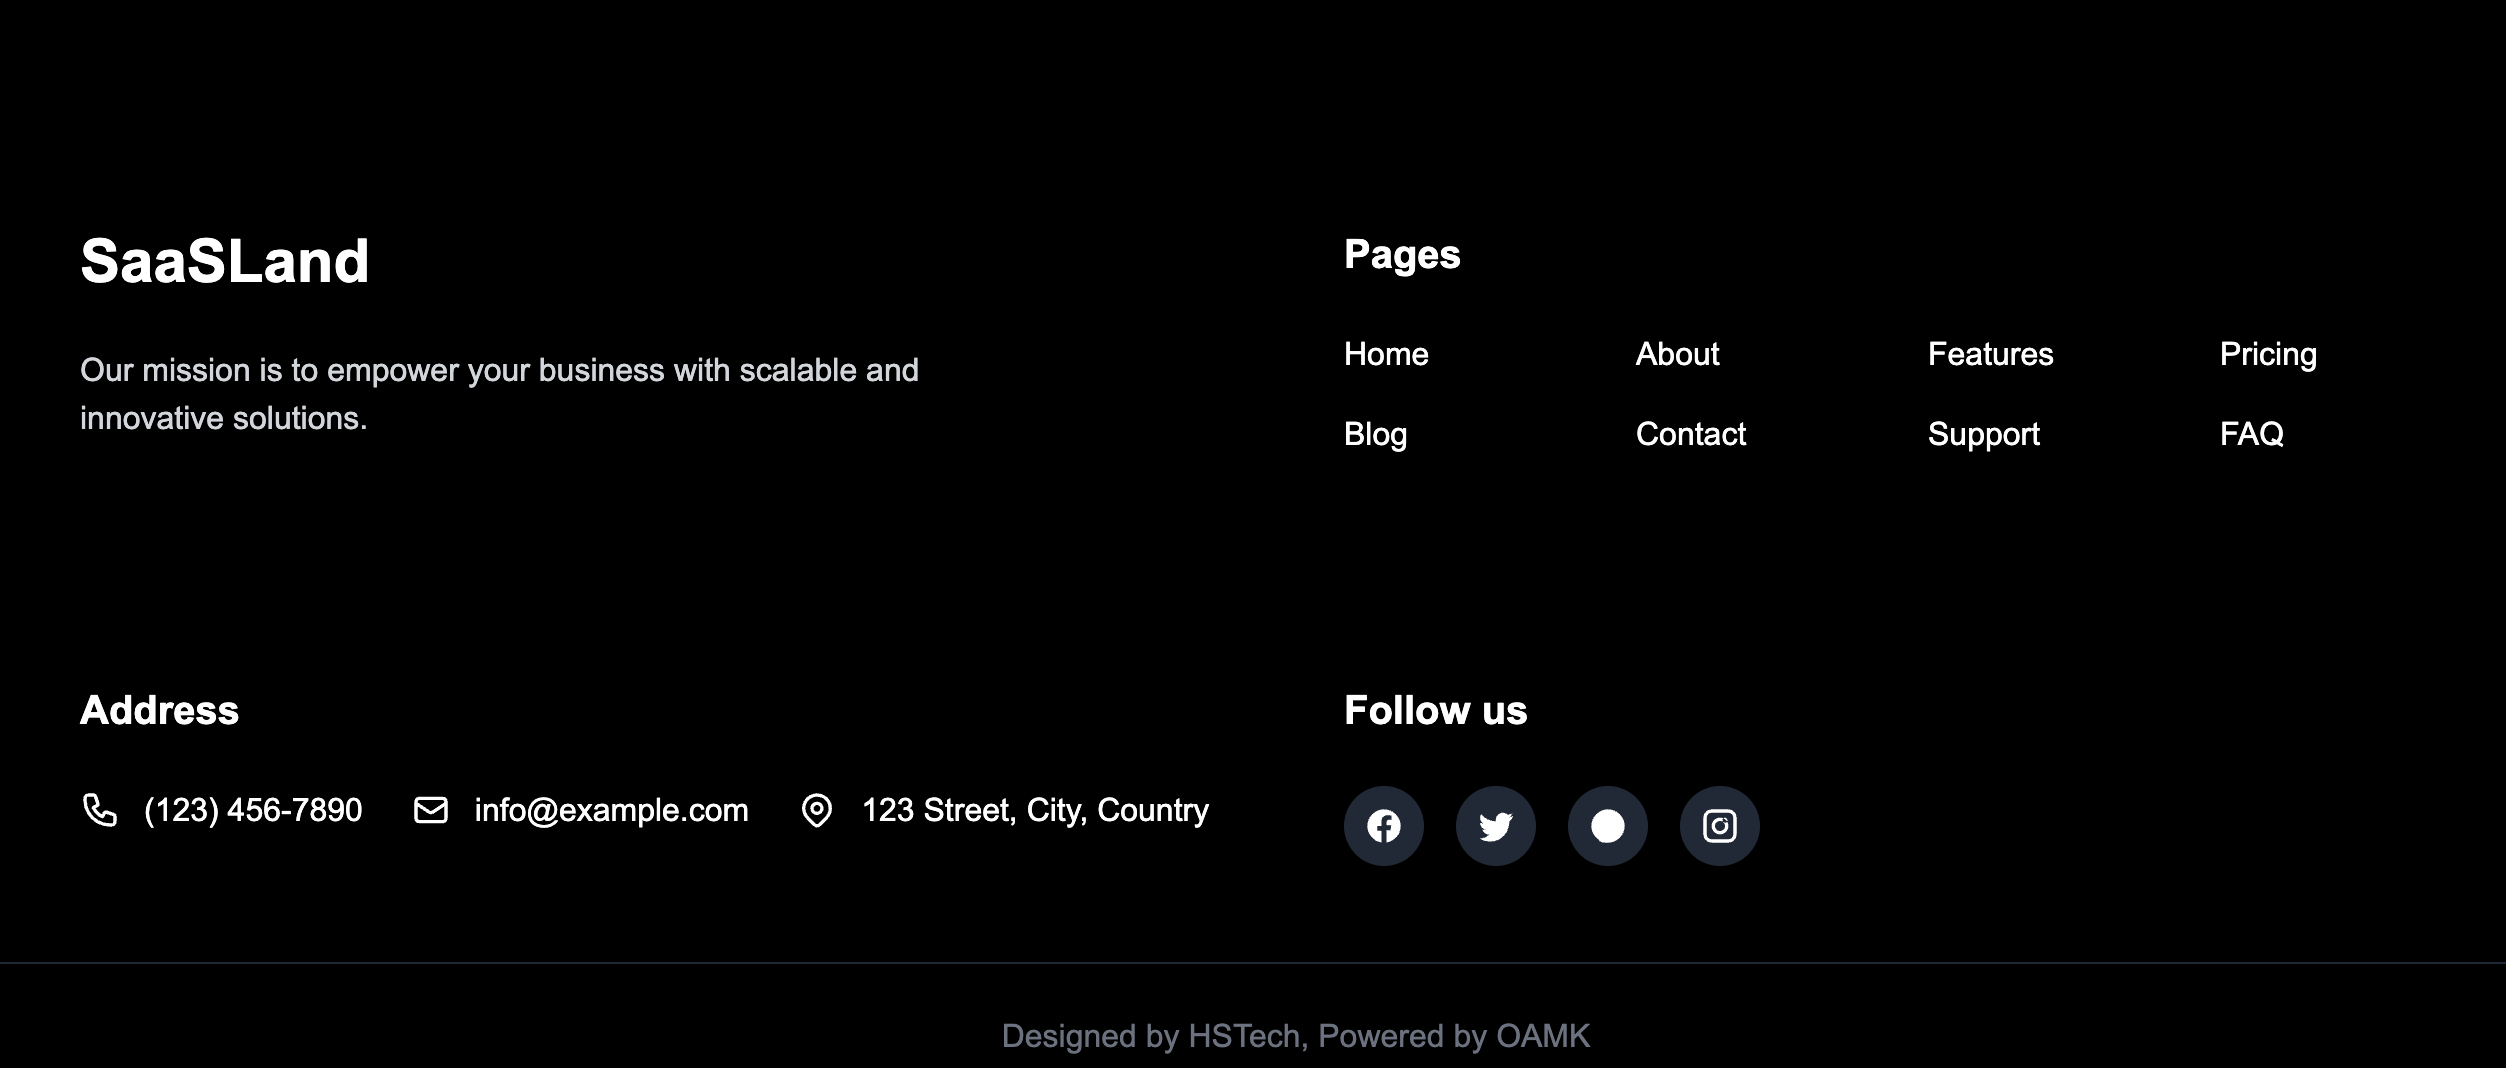 SaaSLand
Our mission is to empower your business with scalable and
innovative solutions.
Pages
Home About Features Pricing
Blog Contact Support FAQ
Address
(123) 456-7890 info@example.com 123 Street, City, Country
Follow us
Designed by HSTech, Powered by OAMK